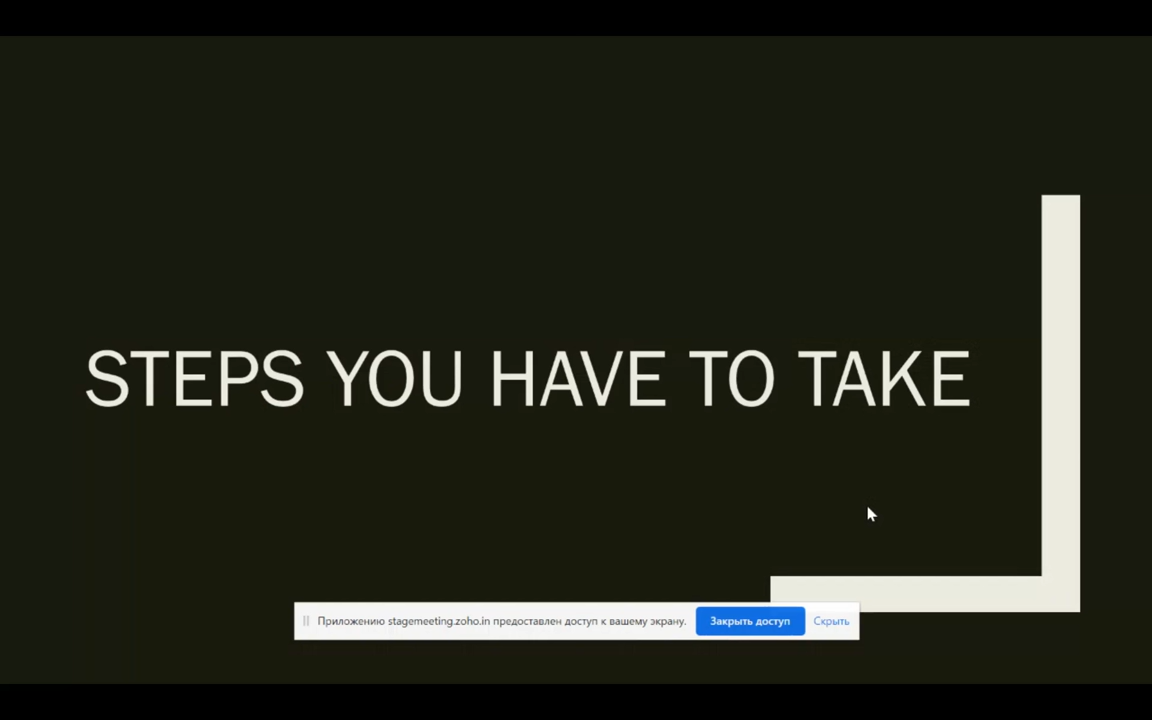 STEPS YOU HAVE TO TAKE
Приложению stagemeeting.zoho.in предоставлен доступ к вашему экрану. Закрыть доступ Скрыть